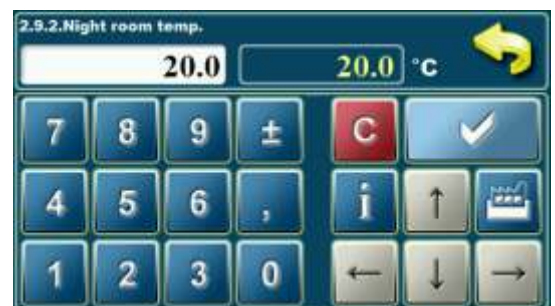 2.9.2.Night room temp.
20.0 20.0 °C
7 8 9 ± C
4 5 6 , i ↑
1 2 3 0 ← ↓ →